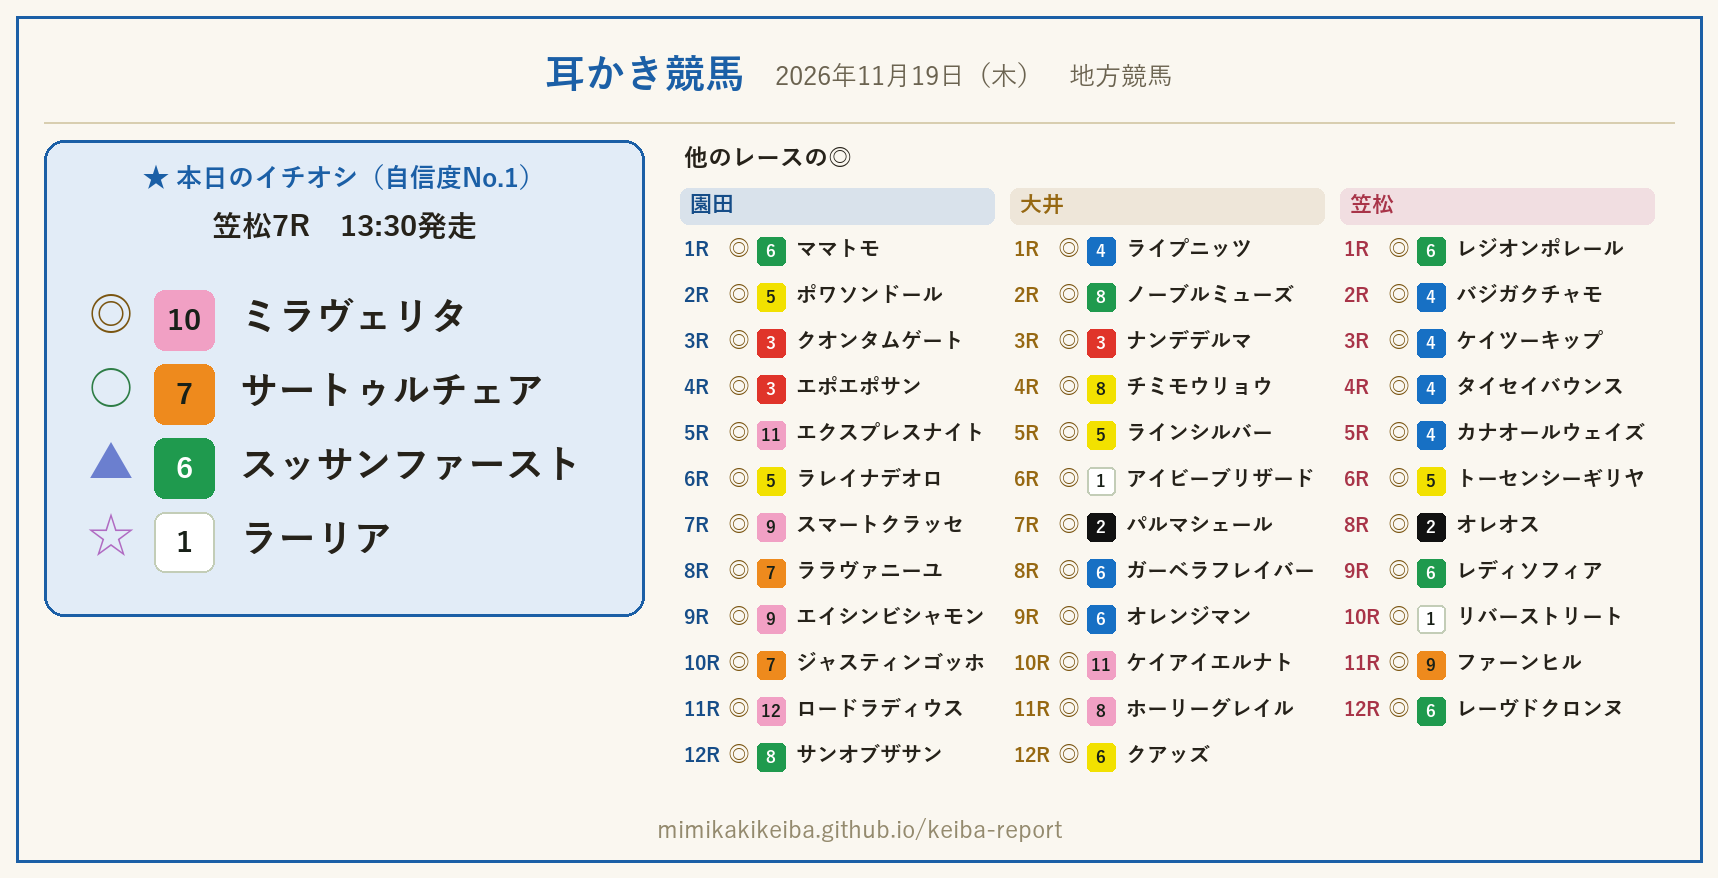 耳かき競馬 2026年11月19日（木） 地方競馬
★ 本日のイチオシ（自信度No.1）
笠松7R 13:30発走
◎ 10 ミラヴェリタ
○ 7 サートゥルチェア
▲ 6 スッサンファースト
☆ 1 ラーリア
他のレースの◎
園田
1R ◎ 6 ママトモ
2R ◎ 5 ポワソンドール
3R ◎ 3 クオンタムゲート
4R ◎ 3 エポエポサン
5R ◎ 11 エクスプレスナイト
6R ◎ 5 ラレイナデオロ
7R ◎ 9 スマートクラッセ
8R ◎ 7 ララヴァニーユ
9R ◎ 9 エイシンビシャモン
10R ◎ 7 ジャスティンゴッホ
11R ◎ 12 ロードラディウス
12R ◎ 8 サンオブザサン
大井
1R ◎ 4 ライプニッツ
2R ◎ 8 ノーブルミューズ
3R ◎ 3 ナンデデルマ
4R ◎ 8 チミモウリョウ
5R ◎ 5 ラインシルバー
6R ◎ 1 アイビーブリザード
7R ◎ 2 パルマシェール
8R ◎ 6 ガーベラフレイバー
9R ◎ 6 オレンジマン
10R ◎ 11 ケイアイエルナト
11R ◎ 8 ホーリーグレイル
12R ◎ 6 クアッズ
笠松
1R ◎ 6 レジオンポレール
2R ◎ 4 バジガクチャモ
3R ◎ 4 ケイツーキップ
4R ◎ 4 タイセイバウンス
5R ◎ 4 カナオールウェイズ
6R ◎ 5 トーセンシーギリヤ
8R ◎ 2 オレオス
9R ◎ 6 レディソフィア
10R ◎ 1 リバーストリート
11R ◎ 9 ファーンヒル
12R ◎ 6 レーヴドクロンヌ
mimikakikeiba.github.io/keiba-report